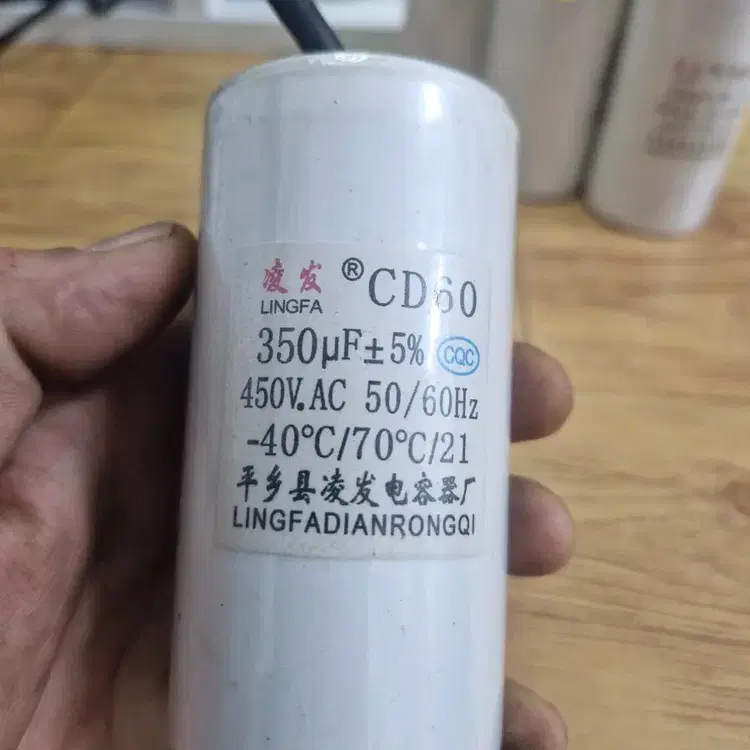 凌发 ® CD60
LINGFA
350μF±5% CQC
450V.AC 50/60Hz
-40℃/70℃/21
平乡县凌发电容器厂
LINGFADIANRONGQI